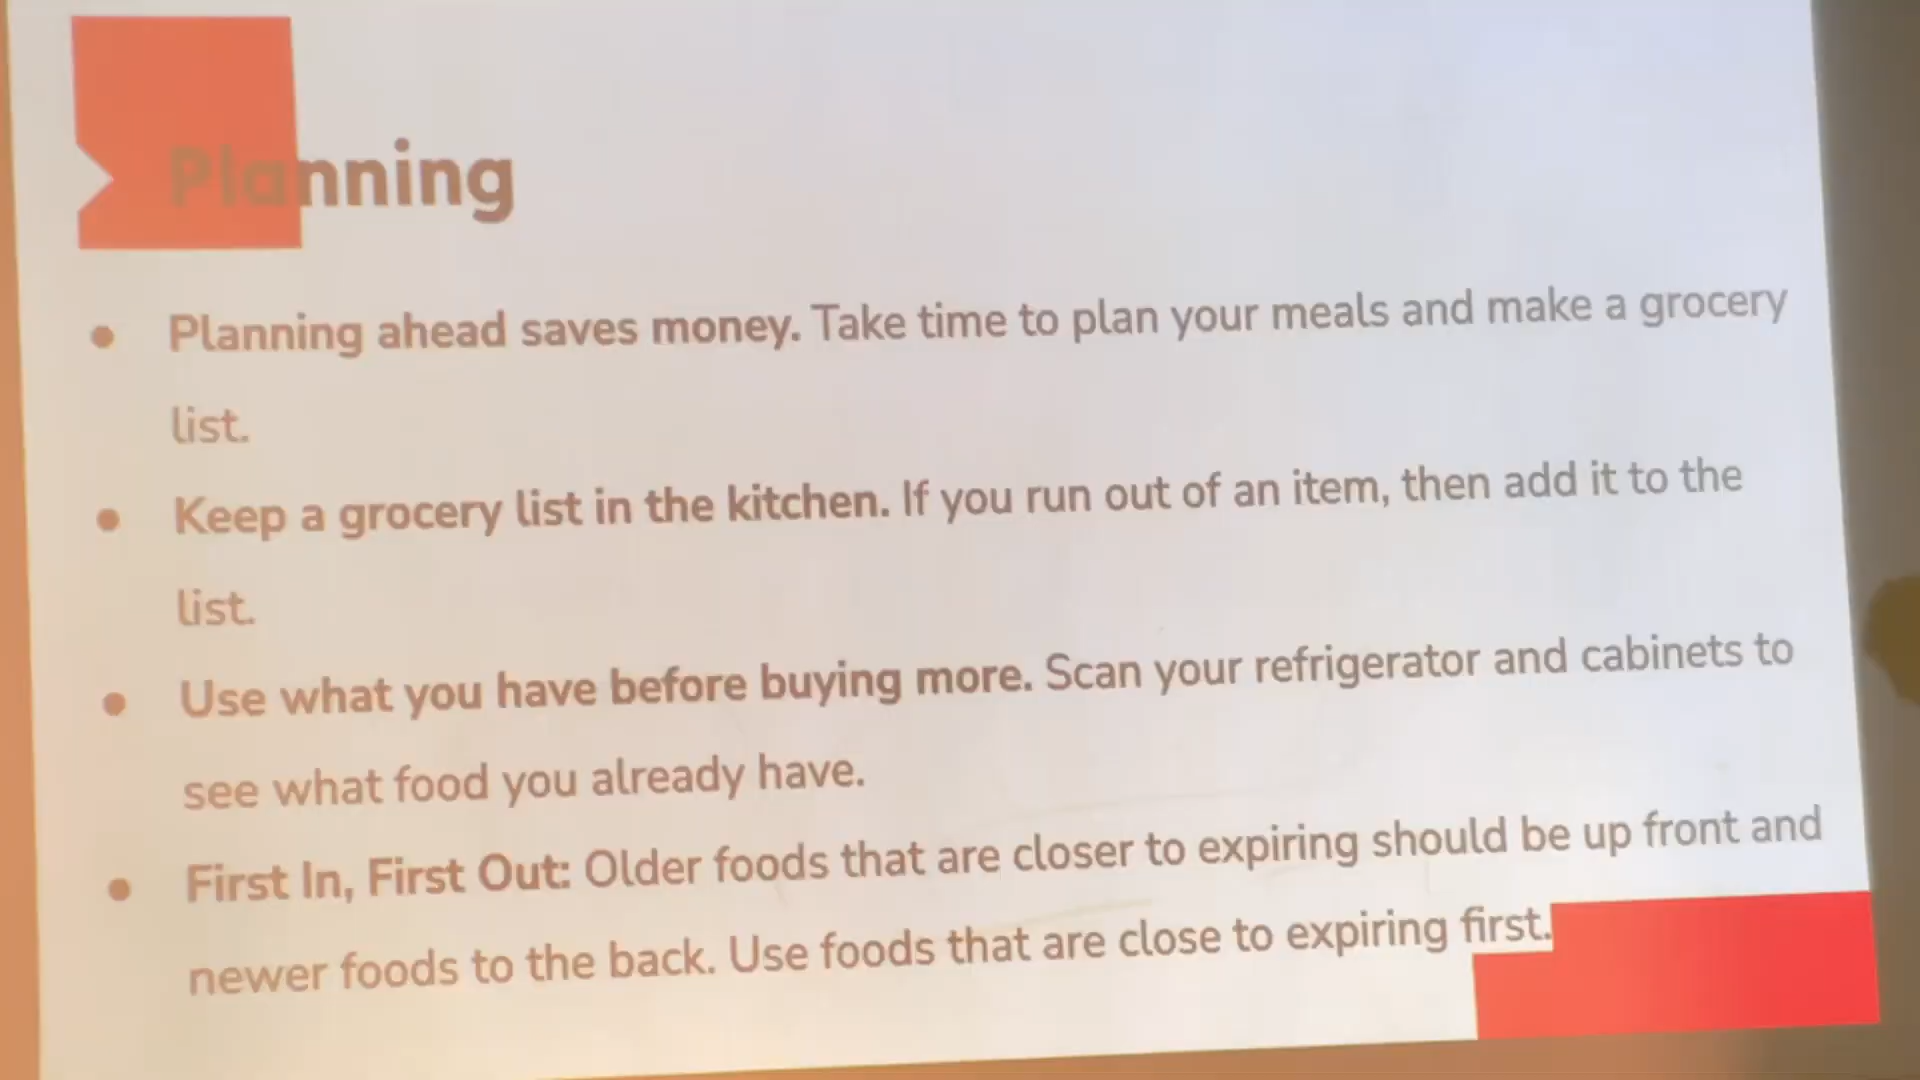 Planning
• Planning ahead saves money. Take time to plan your meals and make a grocery
list.
• Keep a grocery list in the kitchen. If you run out of an item, then add it to the
list.
• Use what you have before buying more. Scan your refrigerator and cabinets to
see what food you already have.
• First In, First Out: Older foods that are closer to expiring should be up front and
newer foods to the back. Use foods that are close to expiring first.